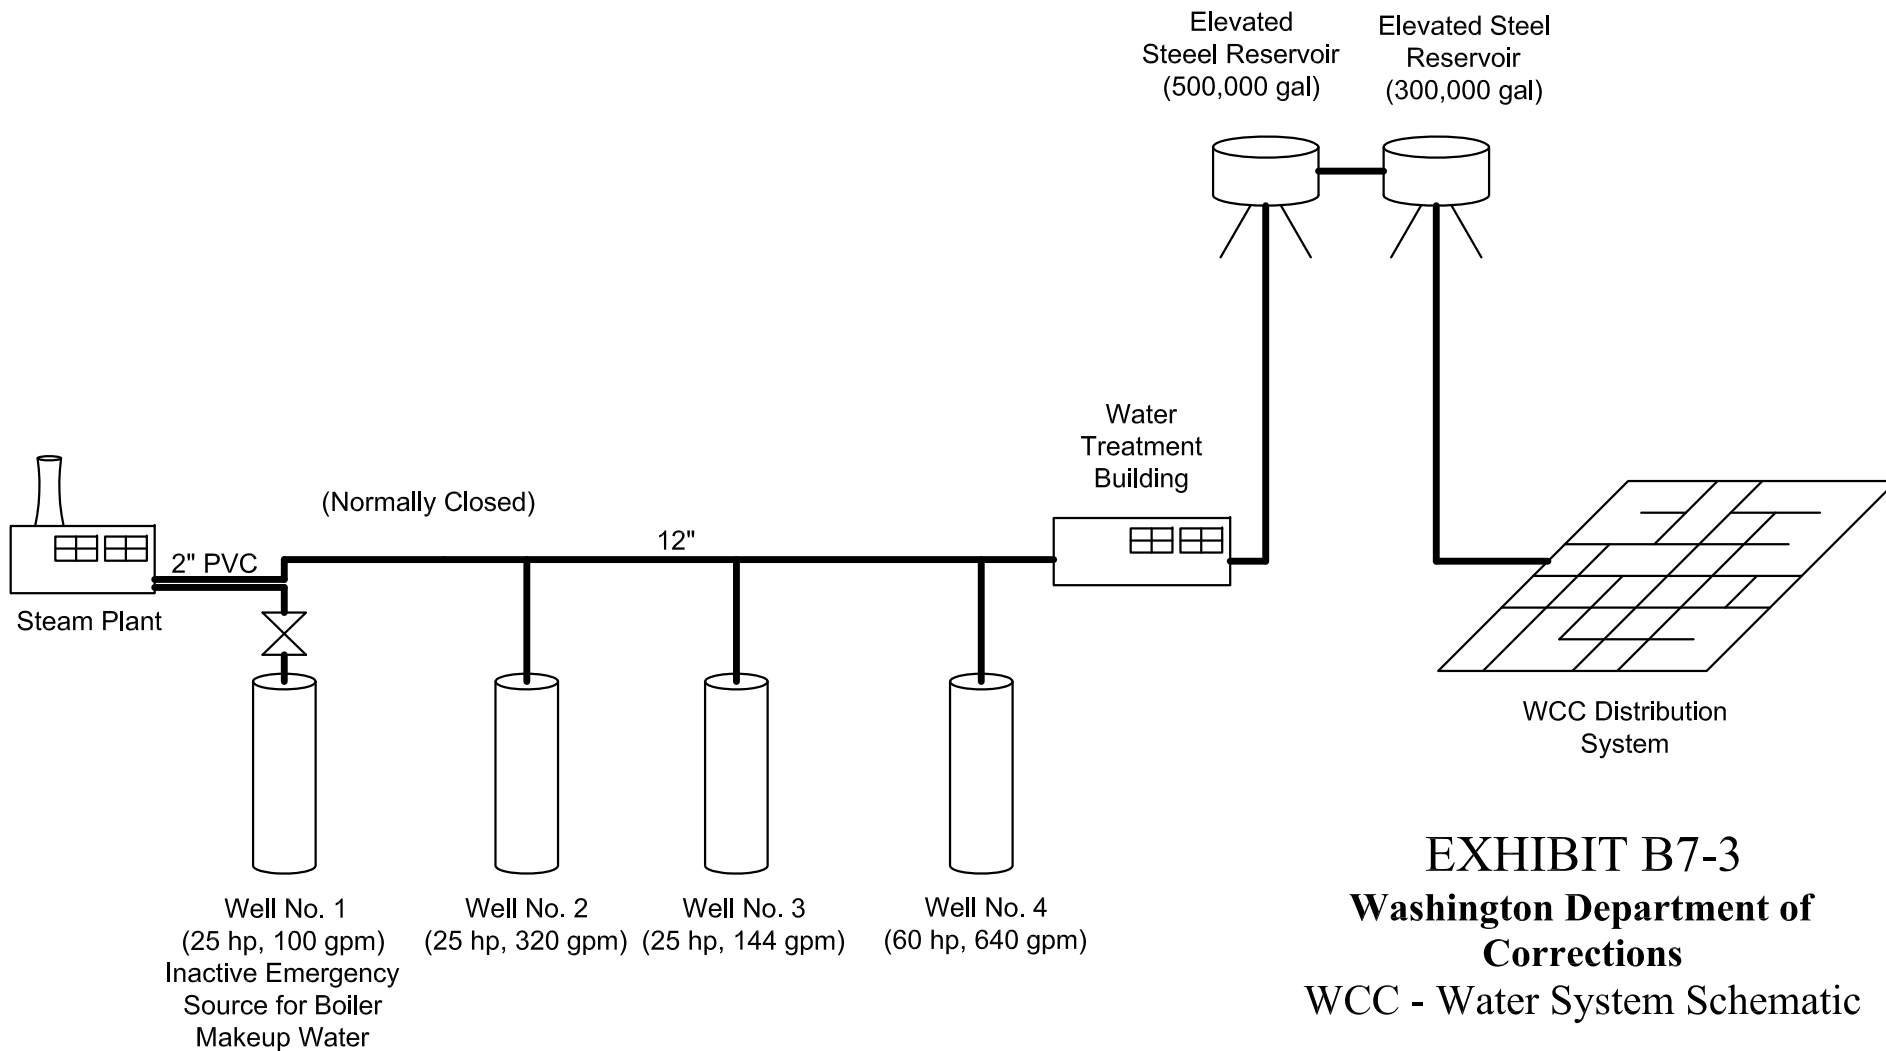 Elevated
Steeel Reservoir
(500,000 gal)
Elevated Steel
Reservoir
(300,000 gal)
Water
Treatment
Building
(Normally Closed)
12"
2" PVC
Steam Plant
WCC Distribution
System
Well No. 1
(25 hp, 100 gpm)
Inactive Emergency
Source for Boiler
Makeup Water
Well No. 2
(25 hp, 320 gpm)
Well No. 3
(25 hp, 144 gpm)
Well No. 4
(60 hp, 640 gpm)
EXHIBIT B7-3
Washington Department of
Corrections
WCC - Water System Schematic